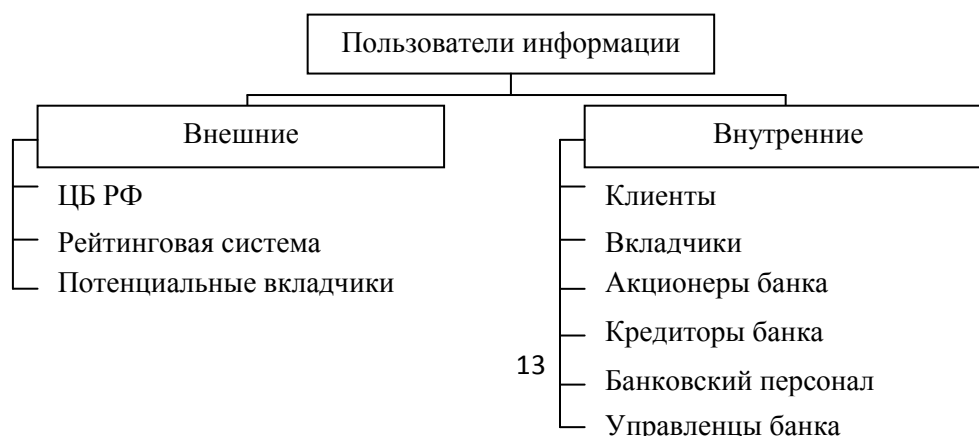 Пользователи информации
Внешние
ЦБ РФ
Рейтинговая система
Потенциальные вкладчики
Внутренние
Клиенты
Вкладчики
Акционеры банка
Кредиторы банка
13
Банковский персонал
Управленцы банка